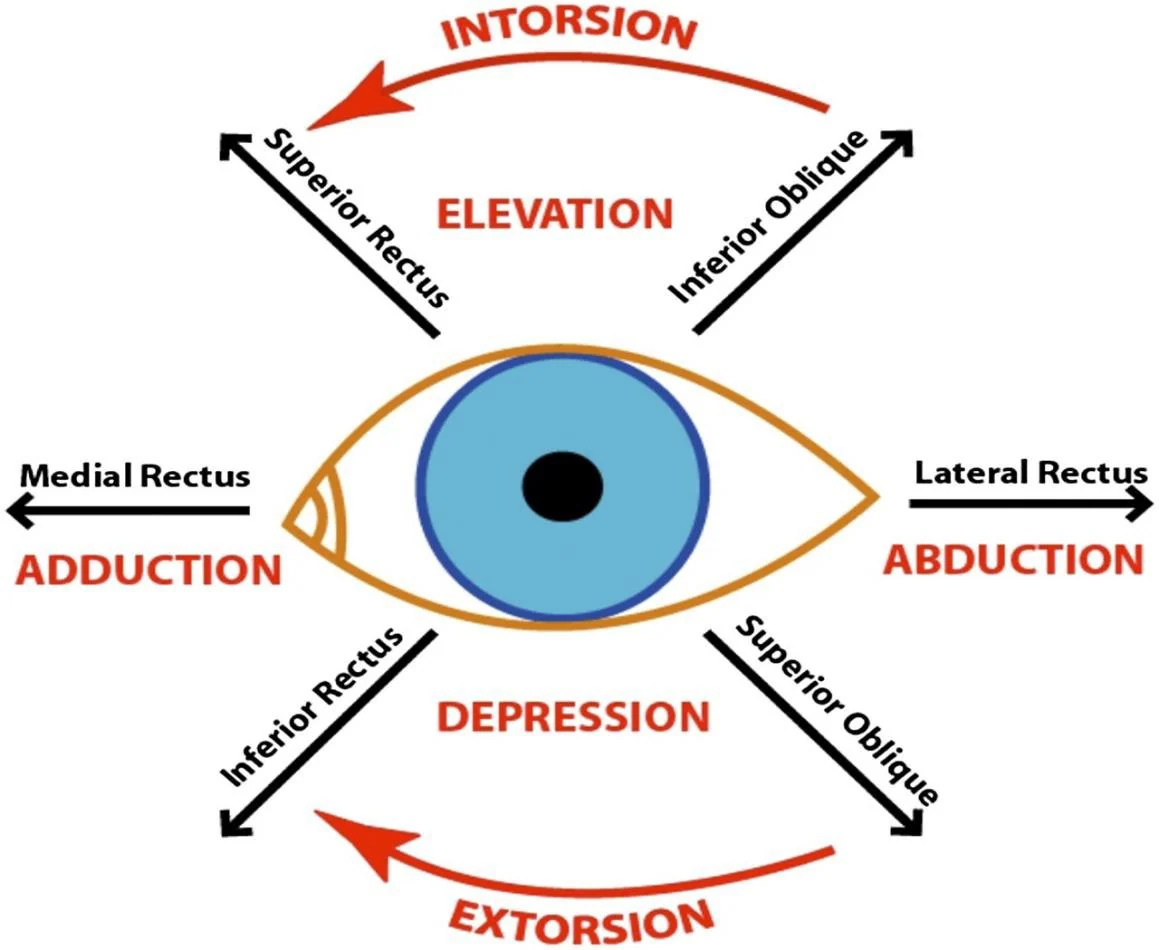 INTORSION
Superior Rectus
Inferior Oblique
ELEVATION
Medial Rectus
Lateral Rectus
ADDUCTION
ABDUCTION
Inferior Rectus
Superior Oblique
DEPRESSION
EXTORSION